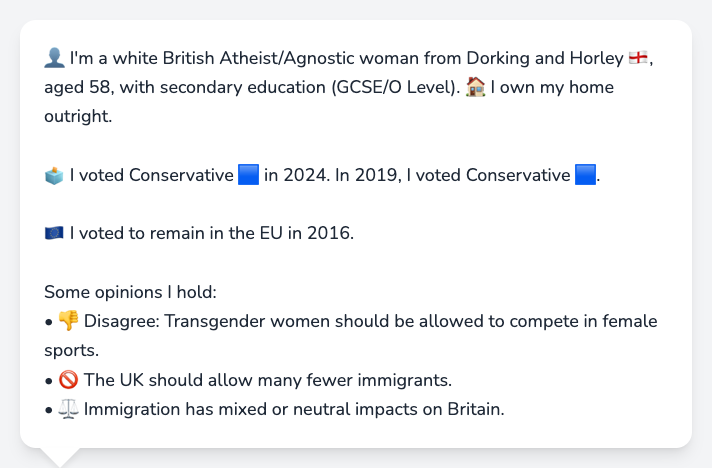 👤 I'm a white British Atheist/Agnostic woman from Dorking and Horley 🏴󠁧󠁢󠁥󠁮󠁧󠁿,
aged 58, with secondary education (GCSE/O Level). 🏠 I own my home
outright.
🗳️ I voted Conservative 🟦 in 2024. In 2019, I voted Conservative 🟦.
🇪🇺 I voted to remain in the EU in 2016.
Some opinions I hold:
• 👎 Disagree: Transgender women should be allowed to compete in female
sports.
• 🚫 The UK should allow many fewer immigrants.
• ⚖️ Immigration has mixed or neutral impacts on Britain.